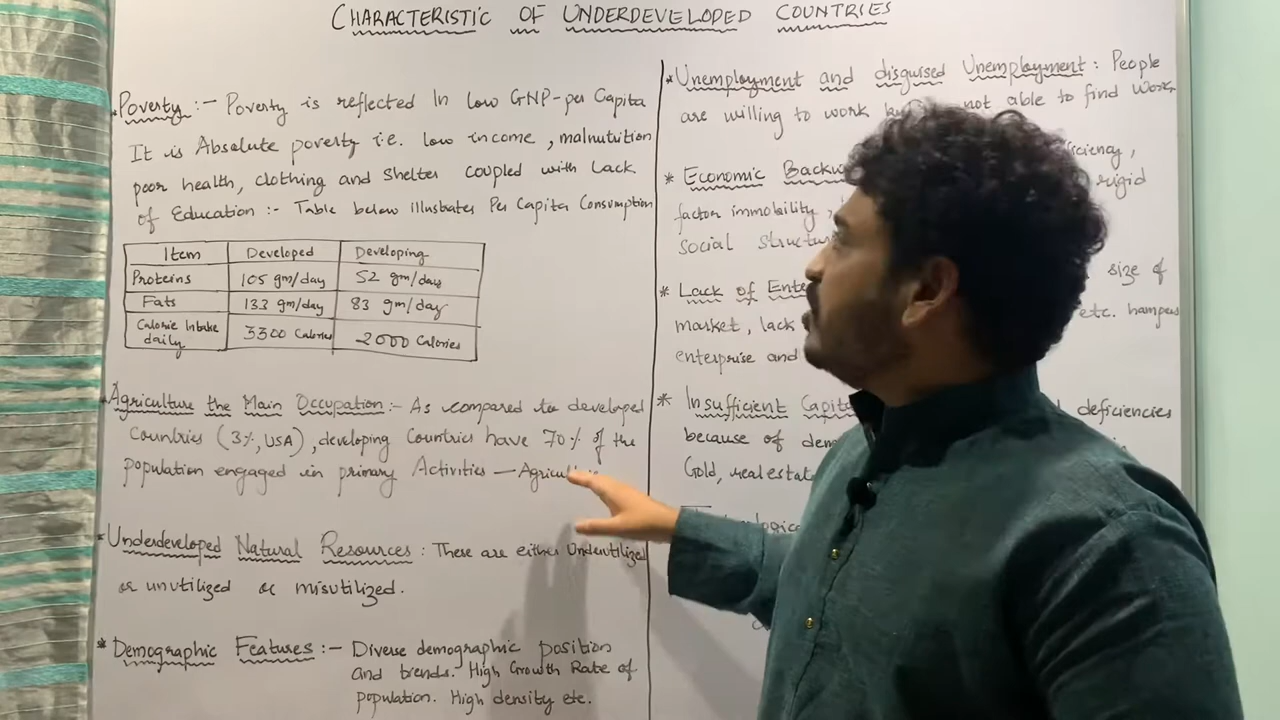 CHARACTERISTIC OF UNDERDEVELOPED COUNTRIES
* Poverty :- Poverty is reflected In low GNP-per Capita
It is Absolute poverty i.e. low income, malnutrition
poor health, clothing and shelter coupled with Lack
of Education :- Table below illustrates Per Capita Consumption
Item Developed Developing
Proteins 105 gm/day 52 gm/day
Fats 133 gm/day 83 gm/day
Calorie Intake
daily 3300 Calories 2000 Calories
* Agriculture the Main Occupation :- As compared to developed
Countries (3%, USA), developing Countries have 70% of the
population engaged in primary Activities —
* Underdeveloped Natural Resources : These are either Underutilized
or unutilized or misutilized.
* Demographic Features :- Diverse demographic position
and trends. High Growth Rate of
population. High density etc.
* Unemployment and disguised Unemployment : People
are willing to work not able to find work
* Economic
factor immobility, rigid
social
* Lack of size of
market, lack etc. hampers
enterprise and
* Insufficient deficiencies
because of
Gold, real estate